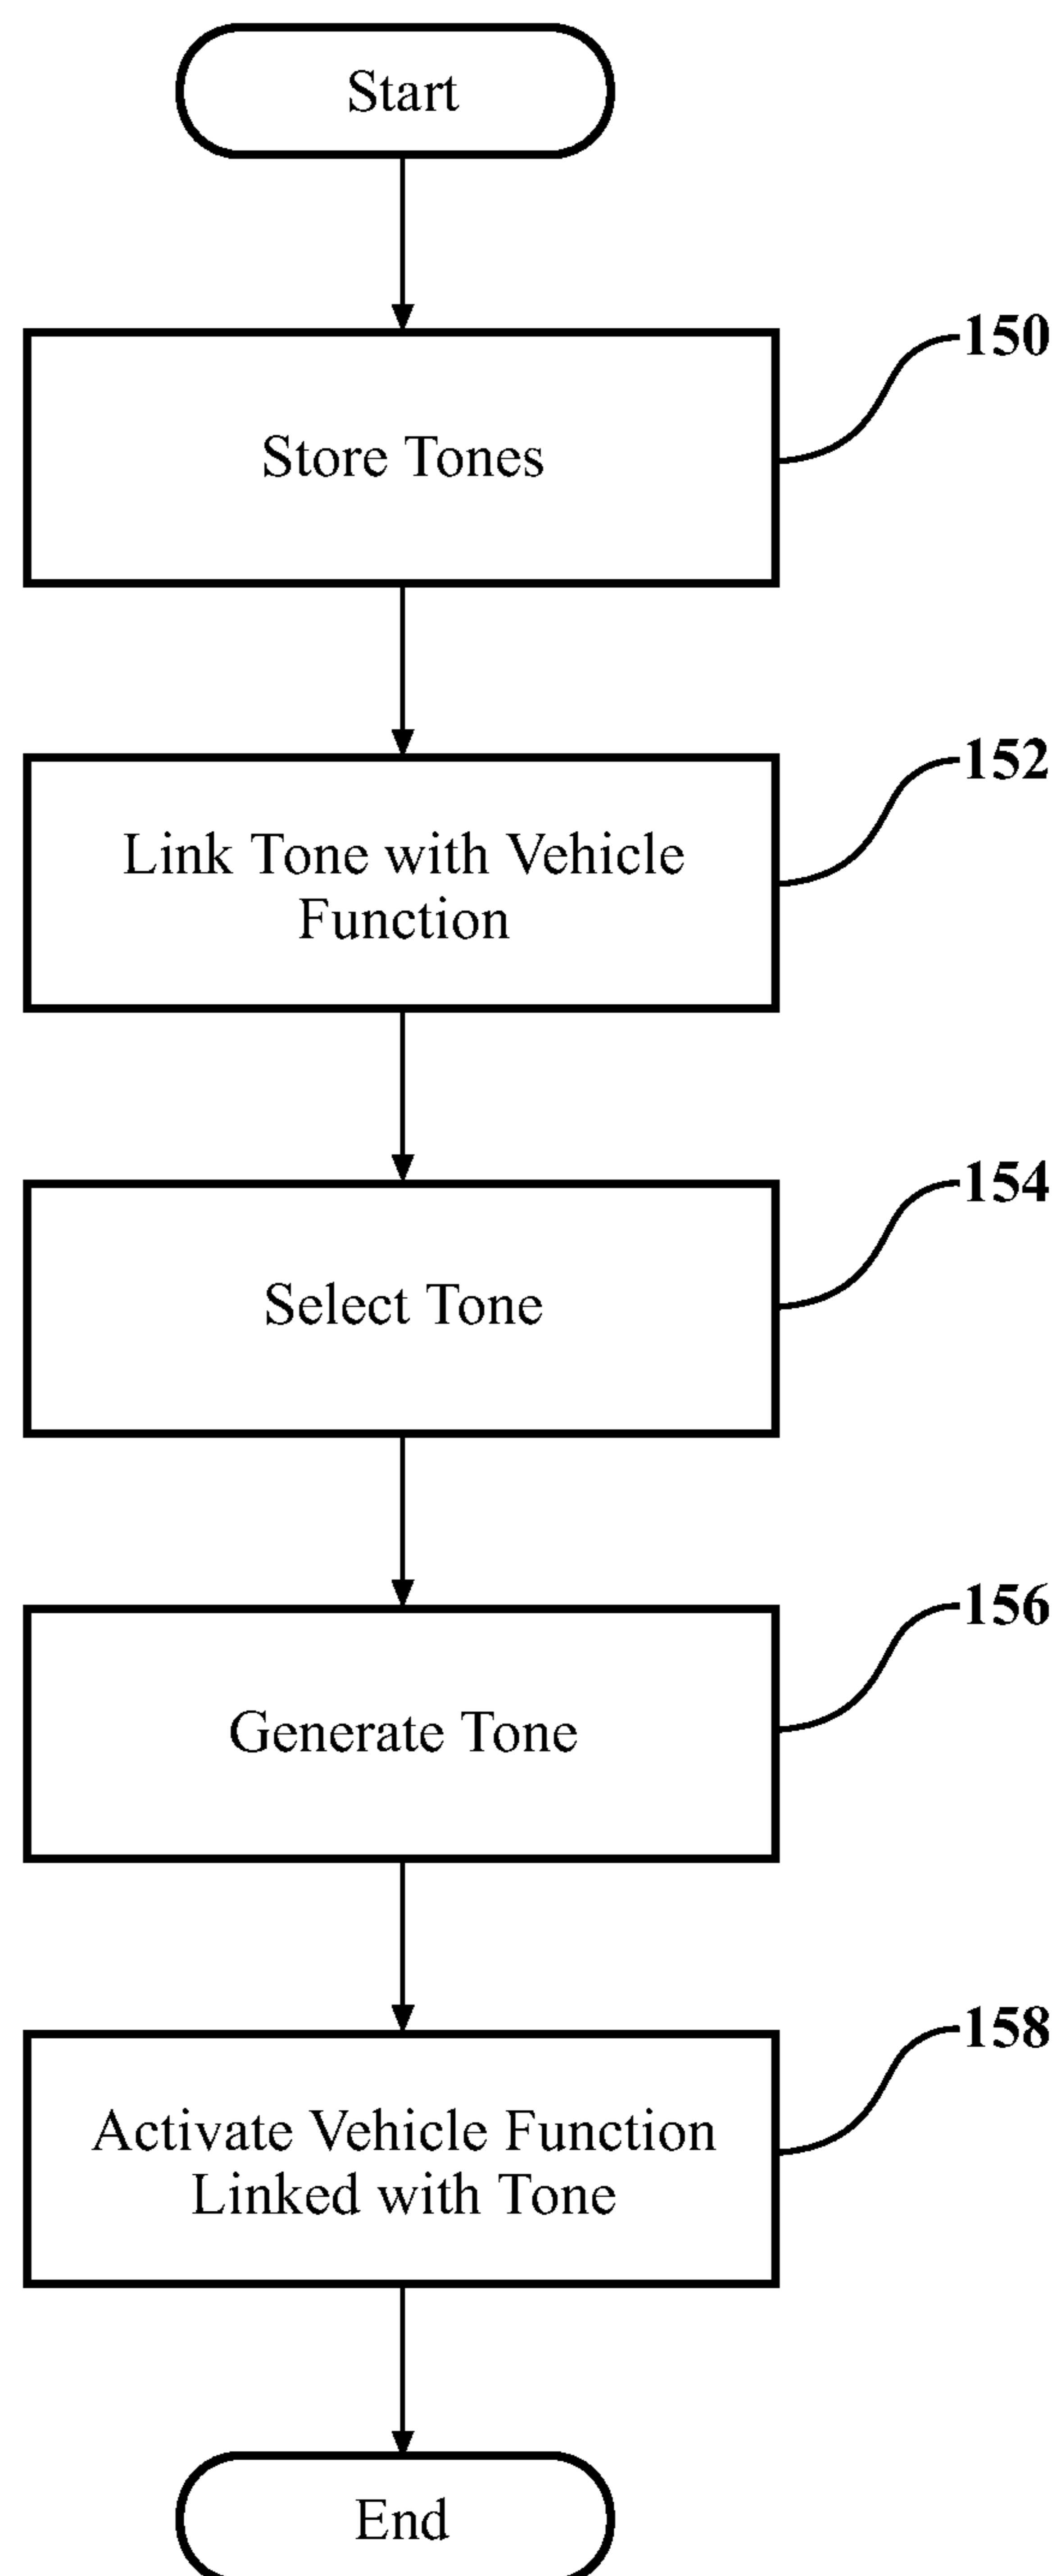 Start
150
Store Tones
152
Link Tone with Vehicle
Function
154
Select Tone
156
Generate Tone
158
Activate Vehicle Function
Linked with Tone
End